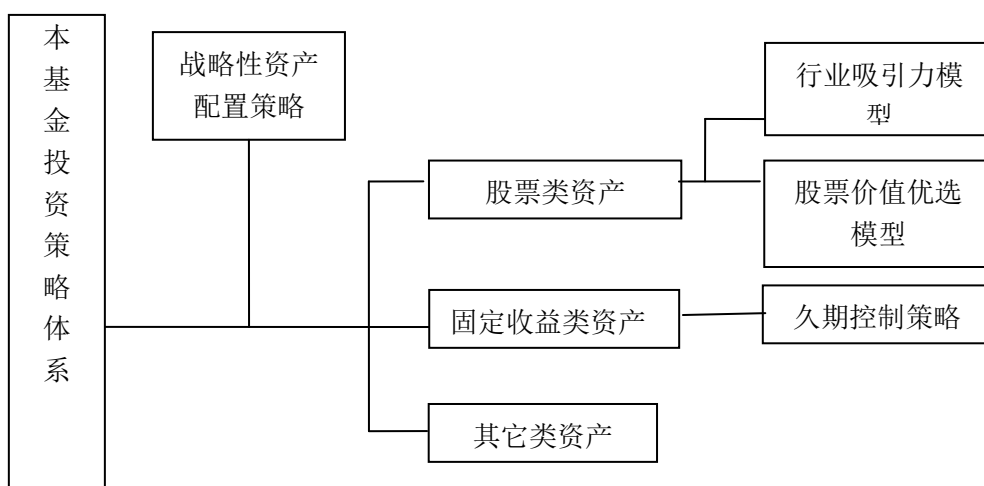 本
基
金
投
资
策
略
体
系
战略性资产
配置策略
行业吸引力模
型
股票类资产
股票价值优选
模型
固定收益类资产
久期控制策略
其它类资产